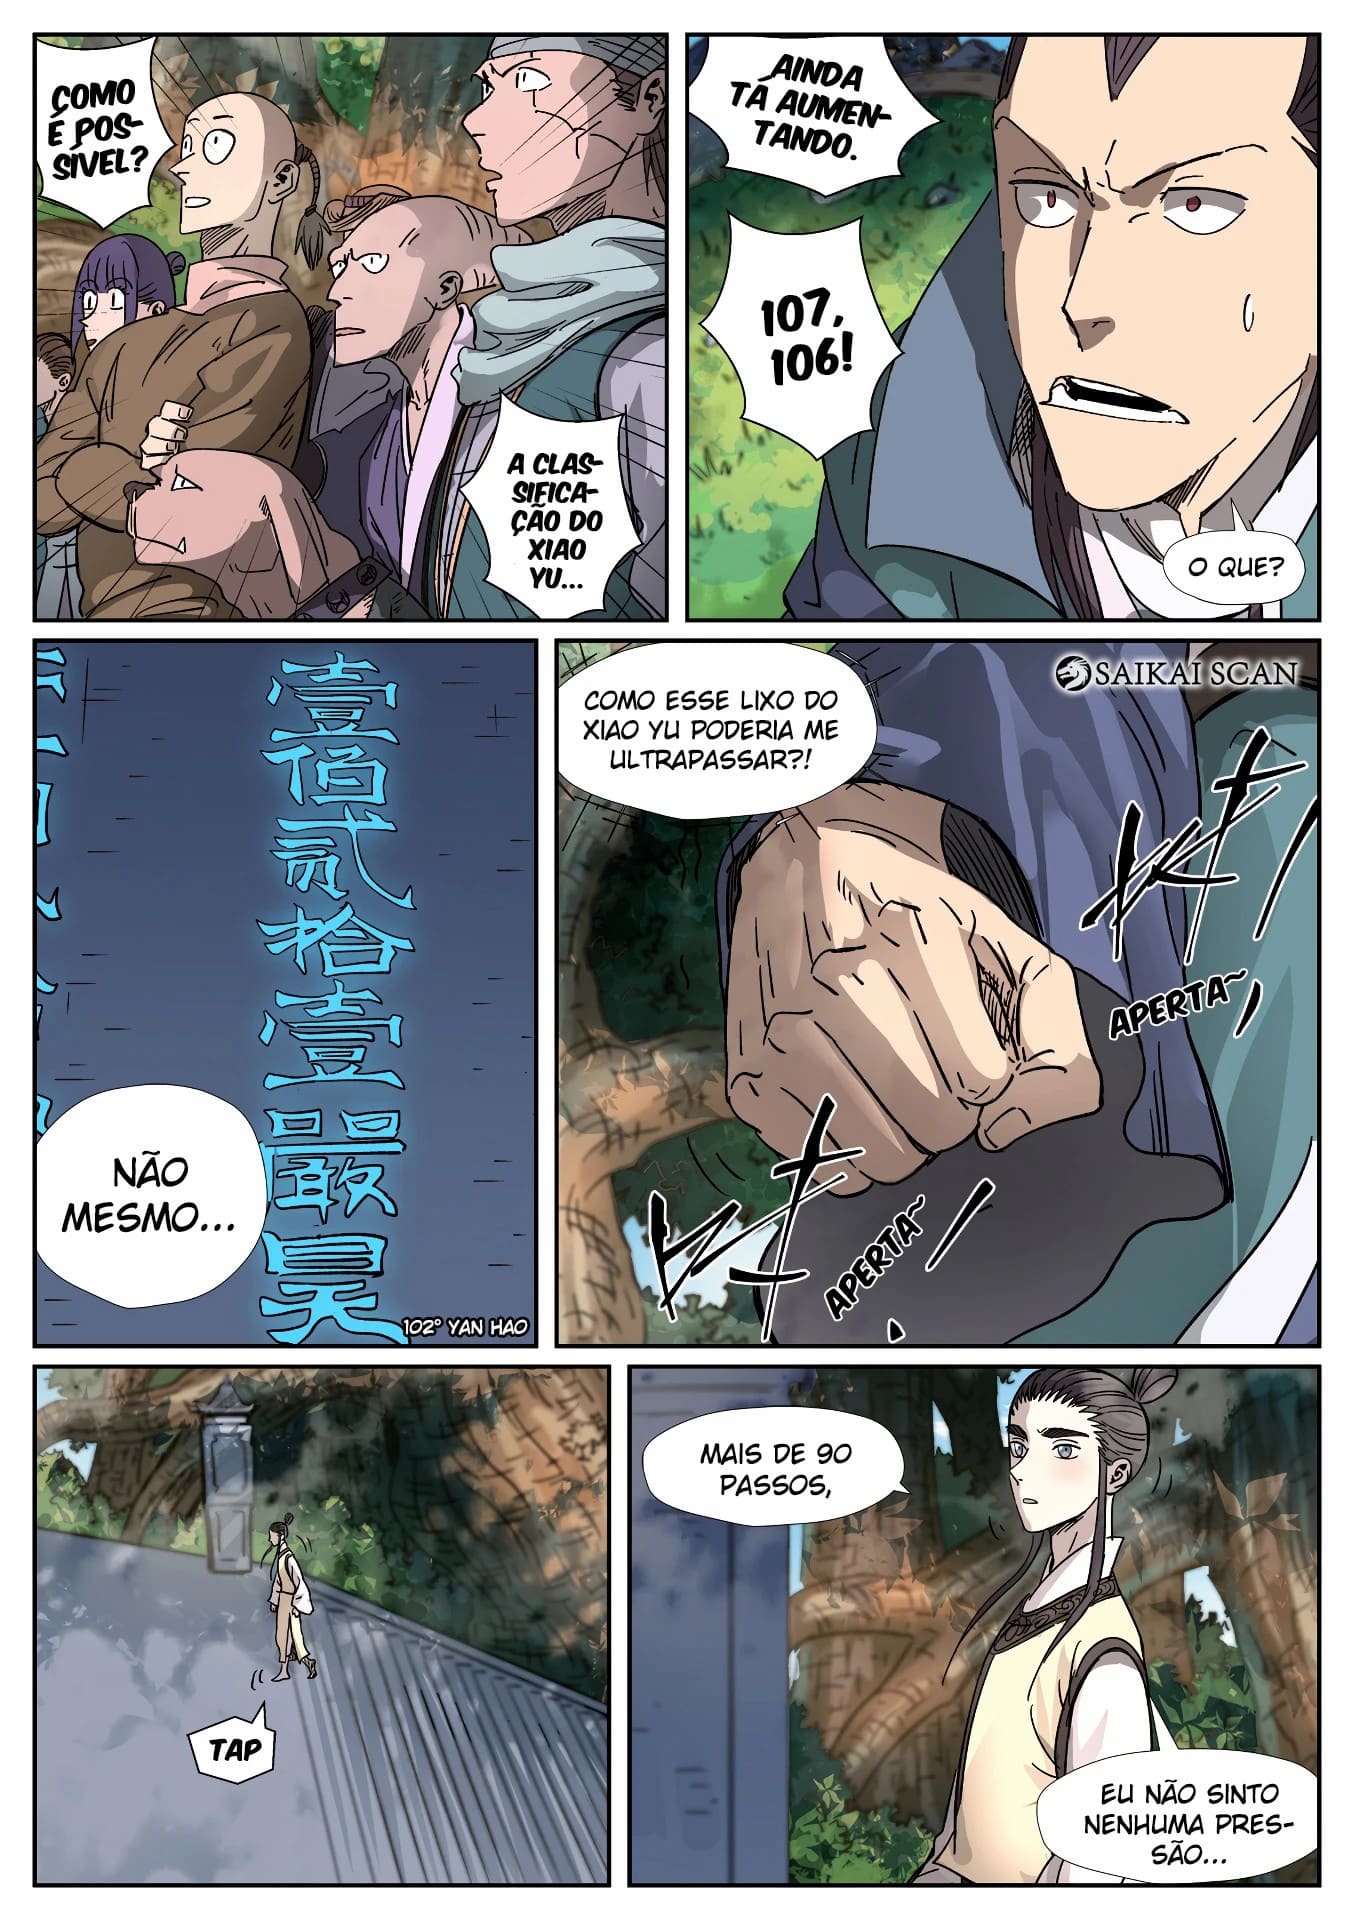 COMO
É POS-
SÍVEL?
A CLAS-
SIFICA-
ÇÃO DO
XIAO
YU...
AINDA
TÁ AUMEN-
TANDO.
107,
106!
O QUE?
壹佰贰拾壹嚴昊
NÃO
MESMO...
102° YAN HAO
SAIKAI SCAN
COMO ESSE LIXO DO
XIAO YU PODERIA ME
ULTRAPASSAR?!
APERTA~
APERTA~
TAP
MAIS DE 90
PASSOS,
EU NÃO SINTO
NENHUMA PRES-
SÃO...